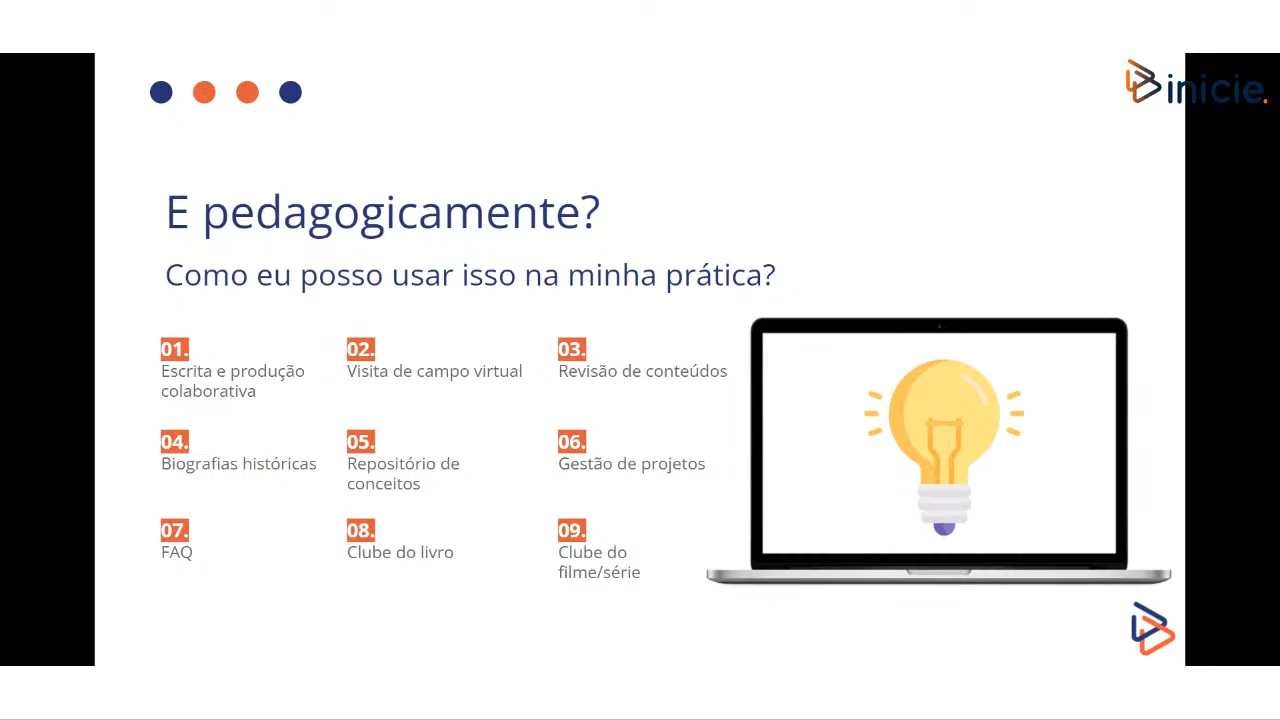 inicie.
E pedagogicamente?
Como eu posso usar isso na minha prática?
01.
Escrita e produção
colaborativa
02.
Visita de campo virtual
03.
Revisão de conteúdos
04.
Biografias históricas
05.
Repositório de
conceitos
06.
Gestão de projetos
07.
FAQ
08.
Clube do livro
09.
Clube do
filme/série